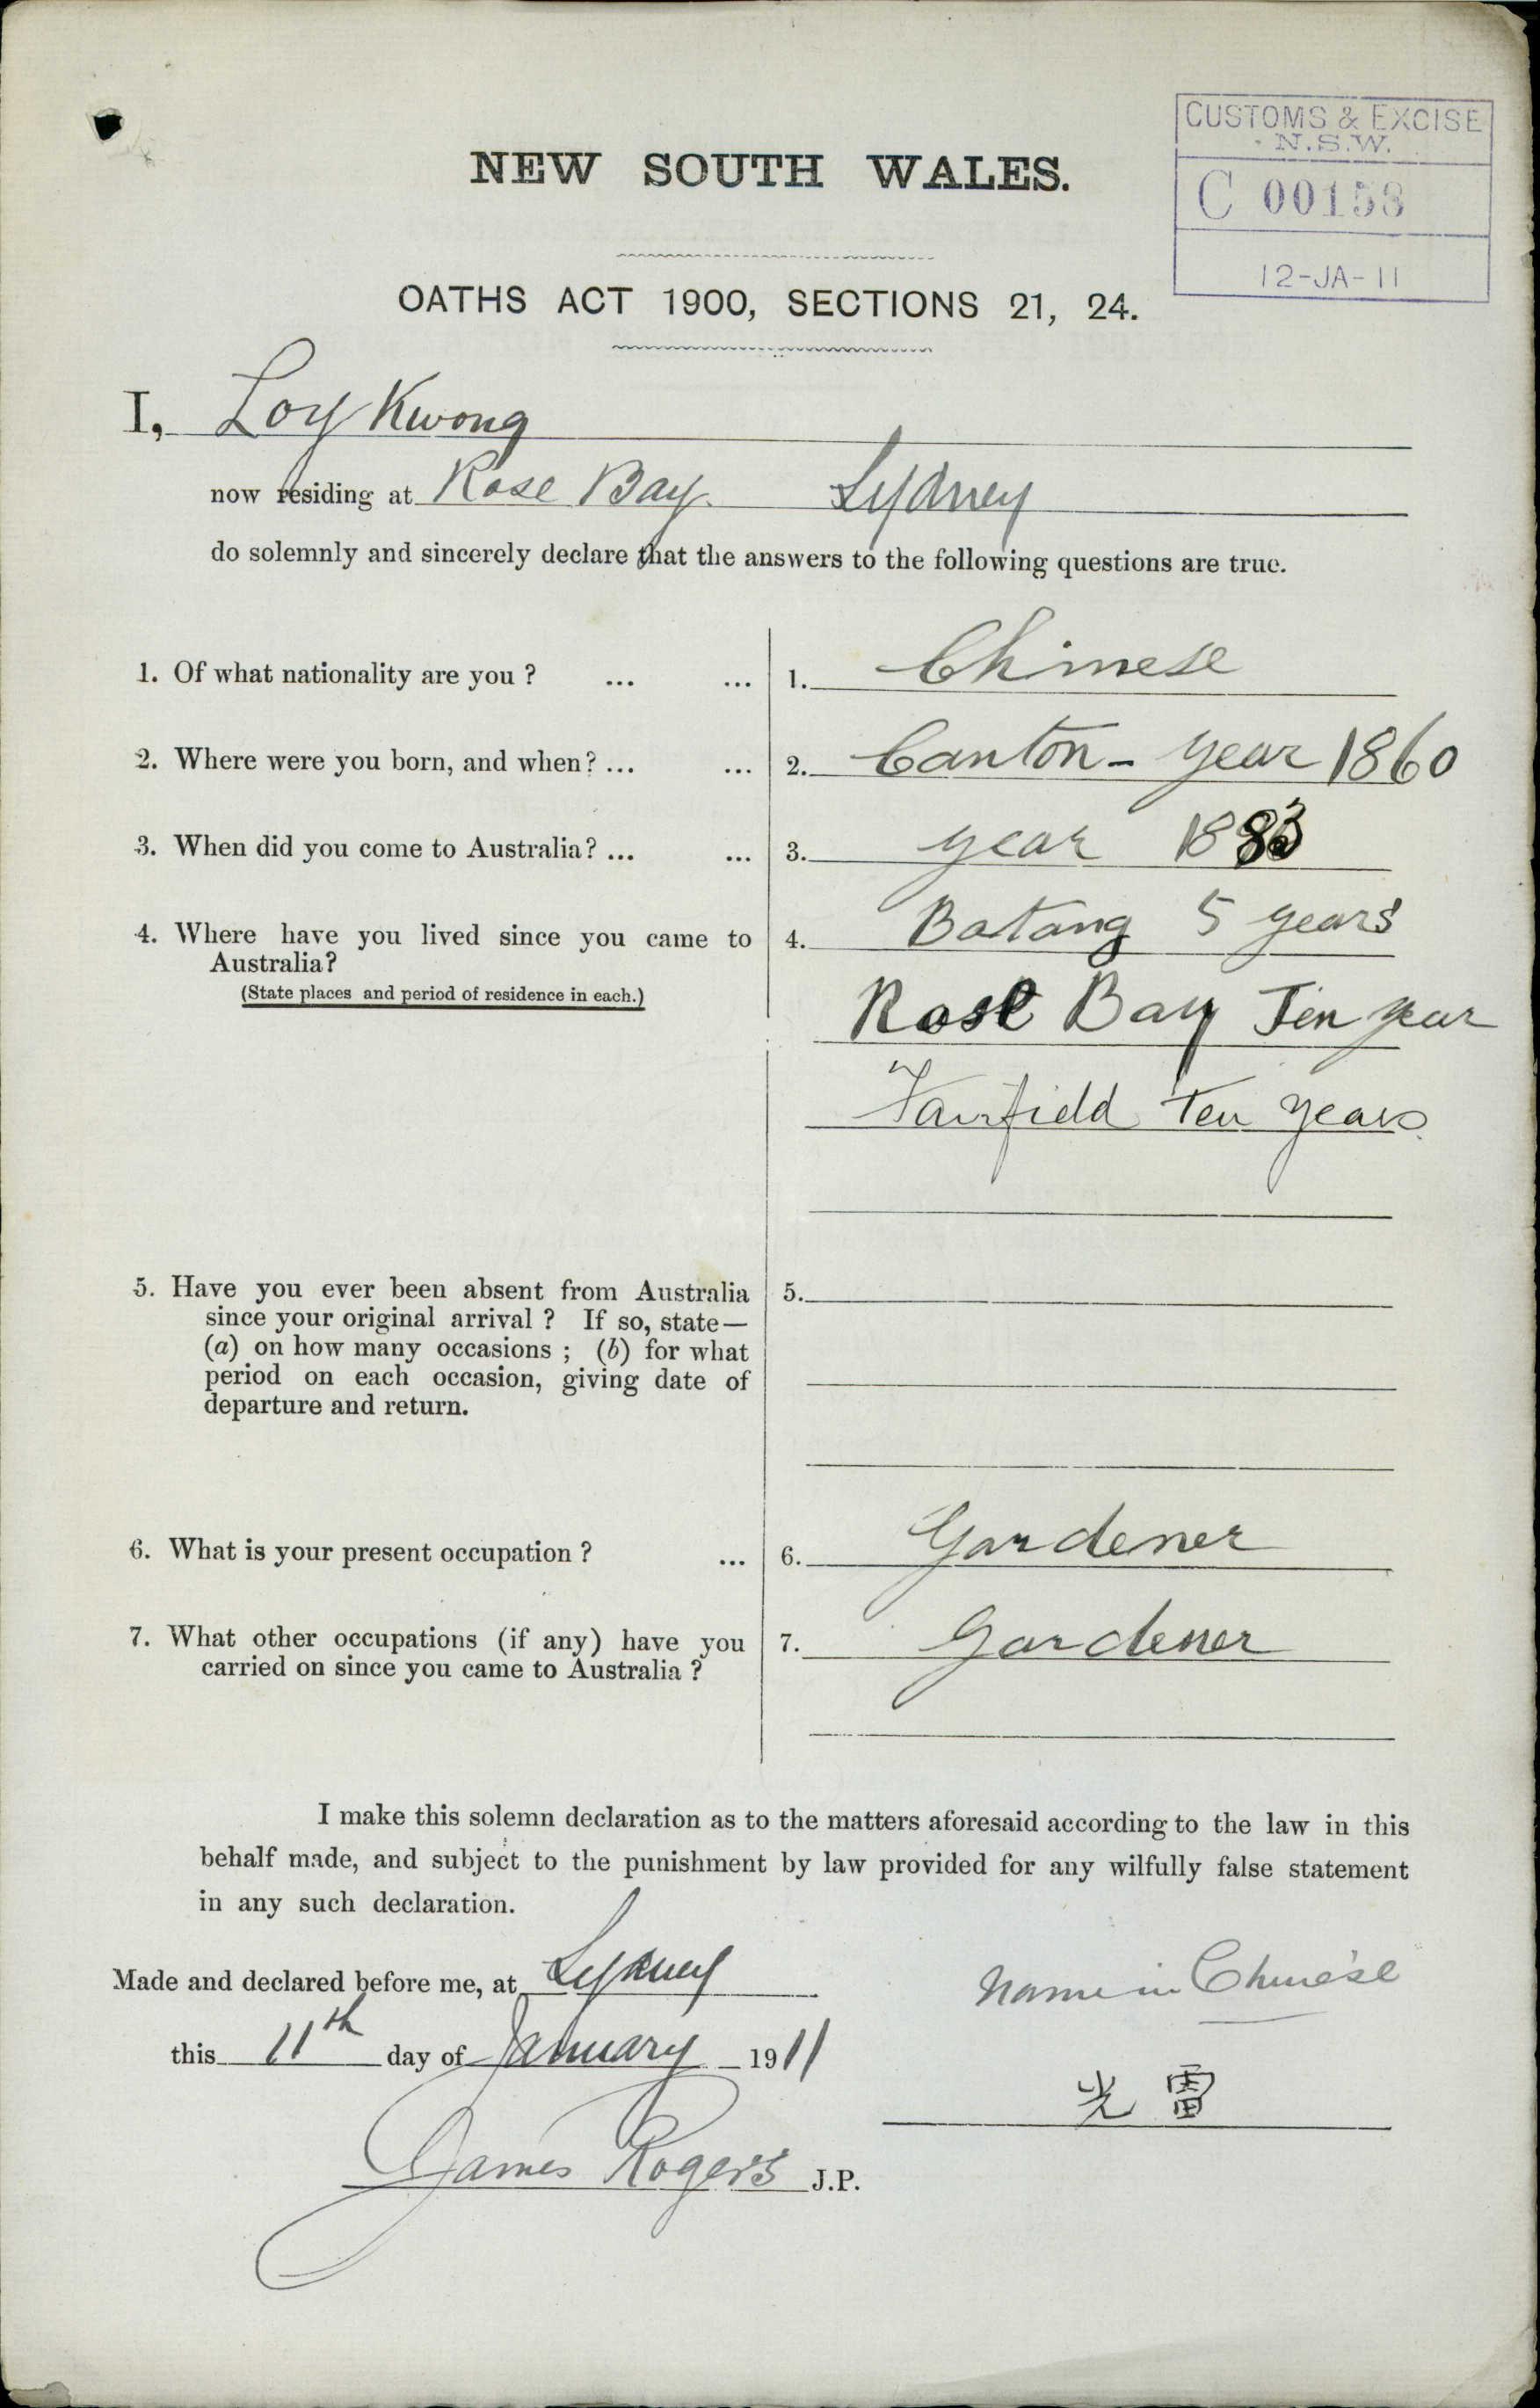 CUSTOMS & EXCISE
N.S.W.
C 00158
12-JA-11
NEW SOUTH WALES.
OATHS ACT 1900, SECTIONS 21, 24.
I, Loy Kwong
now residing at Rose Bay. Sydney
do solemnly and sincerely declare that the answers to the following questions are true.
1. Of what nationality are you ? ... ... 1. Chinese
2. Where were you born, and when? ... ... 2. Canton - year 1860
3. When did you come to Australia? ... ... 3. year 1883
4. Where have you lived since you came to 4. Botang 5 years
Australia?
(State places and period of residence in each.)
Rose Bay Ten year
Fairfield Ten years
5. Have you ever been absent from Australia 5.
since your original arrival ? If so, state—
(a) on how many occasions ; (b) for what
period on each occasion, giving date of
departure and return.
6. What is your present occupation ? ... 6. Gardener
7. What other occupations (if any) have you 7. Gardener
carried on since you came to Australia ?
I make this solemn declaration as to the matters aforesaid according to the law in this
behalf made, and subject to the punishment by law provided for any wilfully false statement
in any such declaration.
Made and declared before me, at Sydney
this 11th day of January 1911
Name in Chinese
光 雷
James Rogers J.P.